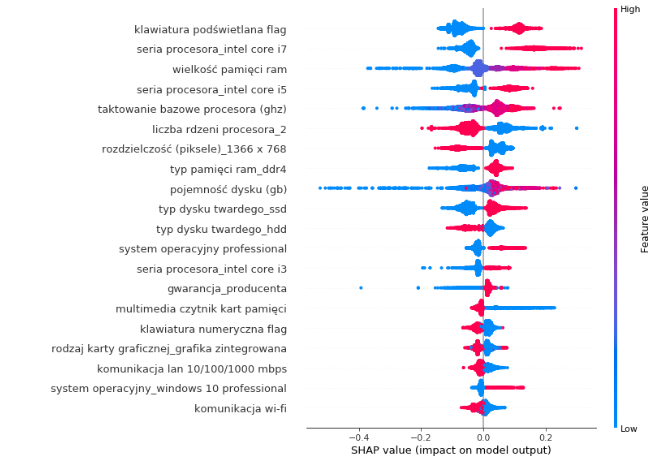 High
klawiatura podświetlana flag
seria procesora_intel core i7
wielkość pamięci ram
seria procesora_intel core i5
taktowanie bazowe procesora (ghz)
liczba rdzeni procesora_2
rozdzielczość (piksele)_1366 x 768
typ pamięci ram_ddr4
pojemność dysku (gb)
typ dysku twardego_ssd
typ dysku twardego_hdd
system operacyjny professional
seria procesora_intel core i3
gwarancja_producenta
multimedia czytnik kart pamięci
klawiatura numeryczna flag
rodzaj karty graficznej_grafika zintegrowana
komunikacja lan 10/100/1000 mbps
system operacyjny_windows 10 professional
komunikacja wi-fi
Feature value
Low
−0.4 −0.2 0.0 0.2
SHAP value (impact on model output)